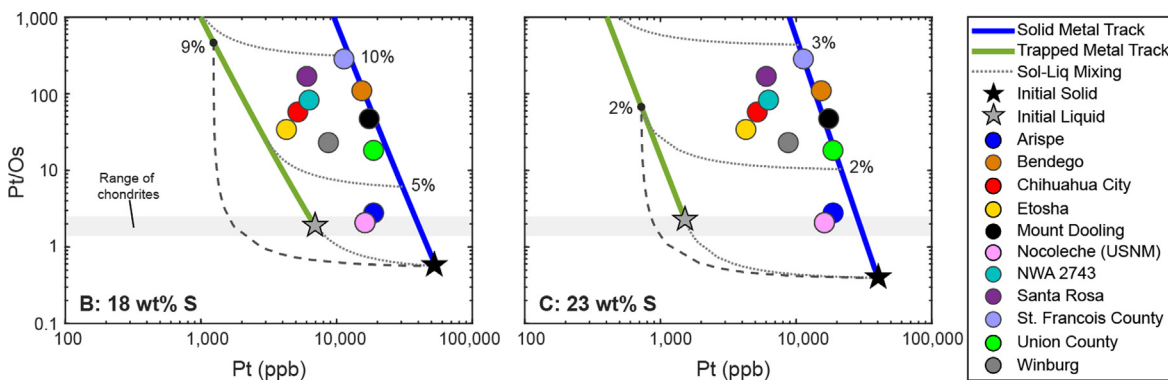 1,000
100
10
1
0.1
Pt/Os
9%
10%
5%
Range of
chondrites
B: 18 wt% S
100
1,000
10,000
100,000
Pt (ppb)
3%
2%
2%
C: 23 wt% S
100
1,000
10,000
100,000
Pt (ppb)
Solid Metal Track
Trapped Metal Track
Sol-Liq Mixing
Initial Solid
Initial Liquid
Arispe
Bendego
Chihuahua City
Etosha
Mount Dooling
Nocoleche (USNM)
NWA 2743
Santa Rosa
St. Francois County
Union County
Winburg